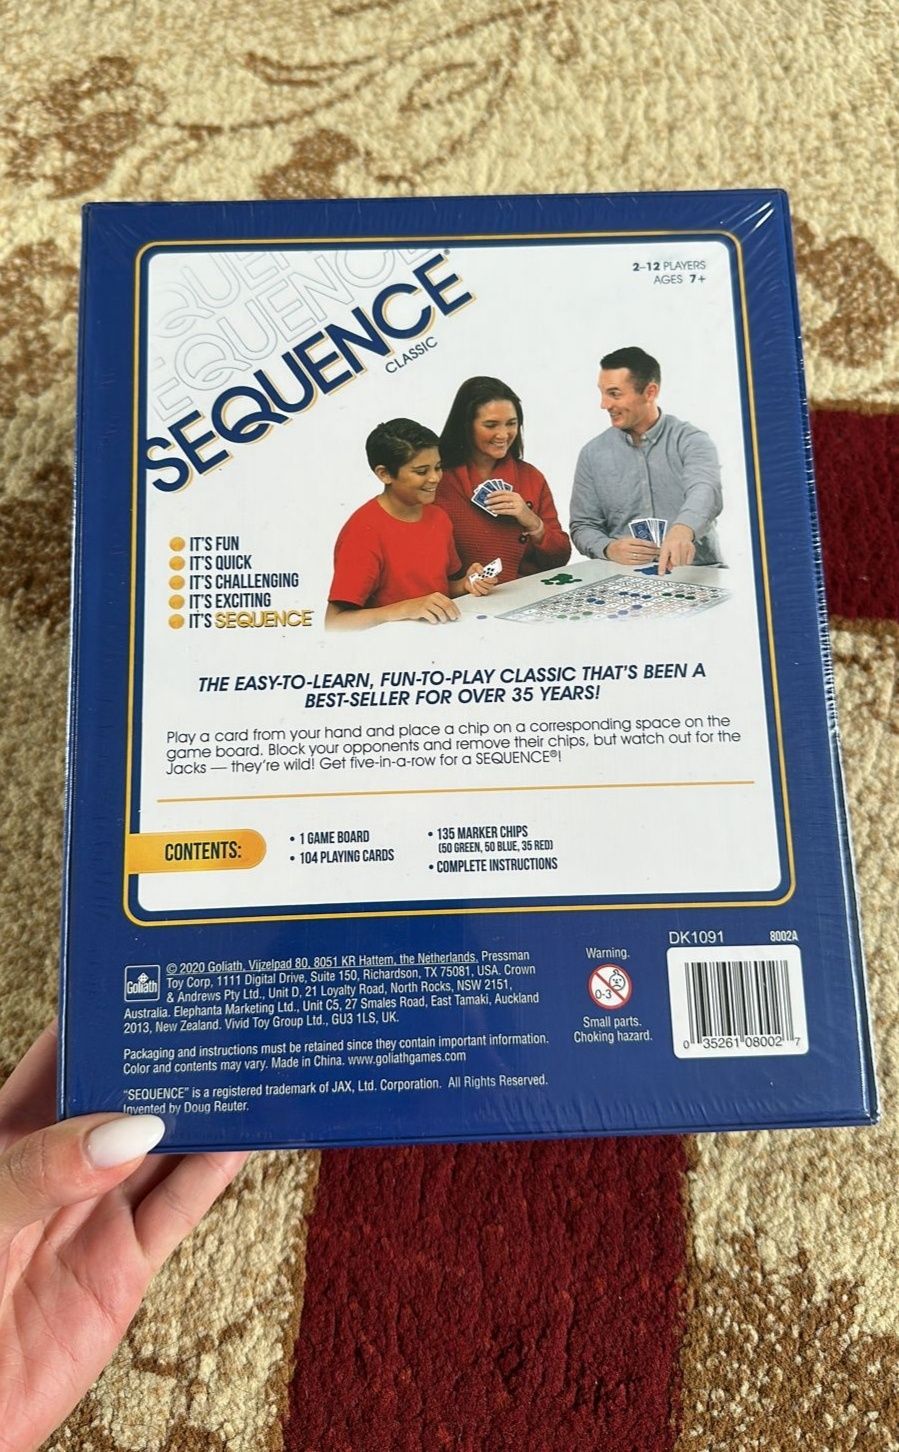 SEQUENCE®
CLASSIC
2-12 PLAYERS
AGES 7+
IT'S FUN
IT'S QUICK
IT'S CHALLENGING
IT'S EXCITING
IT'S SEQUENCE
THE EASY-TO-LEARN, FUN-TO-PLAY CLASSIC THAT'S BEEN A
BEST-SELLER FOR OVER 35 YEARS!
Play a card from your hand and place a chip on a corresponding space on the
game board. Block your opponents and remove their chips, but watch out for the
Jacks — they're wild! Get five-in-a-row for a SEQUENCE®!
CONTENTS:
• 1 GAME BOARD
• 104 PLAYING CARDS
• 135 MARKER CHIPS
(50 GREEN, 50 BLUE, 35 RED)
• COMPLETE INSTRUCTIONS
Goliath
© 2020 Goliath, Vijzelpad 80, 8051 KR Hattem, the Netherlands. Pressman
Toy Corp, 1111 Digital Drive, Suite 150, Richardson, TX 75081, USA. Crown
& Andrews Pty Ltd., Unit D, 21 Loyalty Road, North Rocks, NSW 2151,
Australia. Elephanta Marketing Ltd., Unit C5, 27 Smales Road, East Tamaki, Auckland
2013, New Zealand. Vivid Toy Group Ltd., GU3 1LS, UK.
Packaging and instructions must be retained since they contain important information.
Color and contents may vary. Made in China. www.goliathgames.com
"SEQUENCE" is a registered trademark of JAX, Ltd. Corporation. All Rights Reserved.
Invented by Doug Reuter.
Warning.
0-3
Small parts.
Choking hazard.
DK1091
8002A
0 35261 08002 7